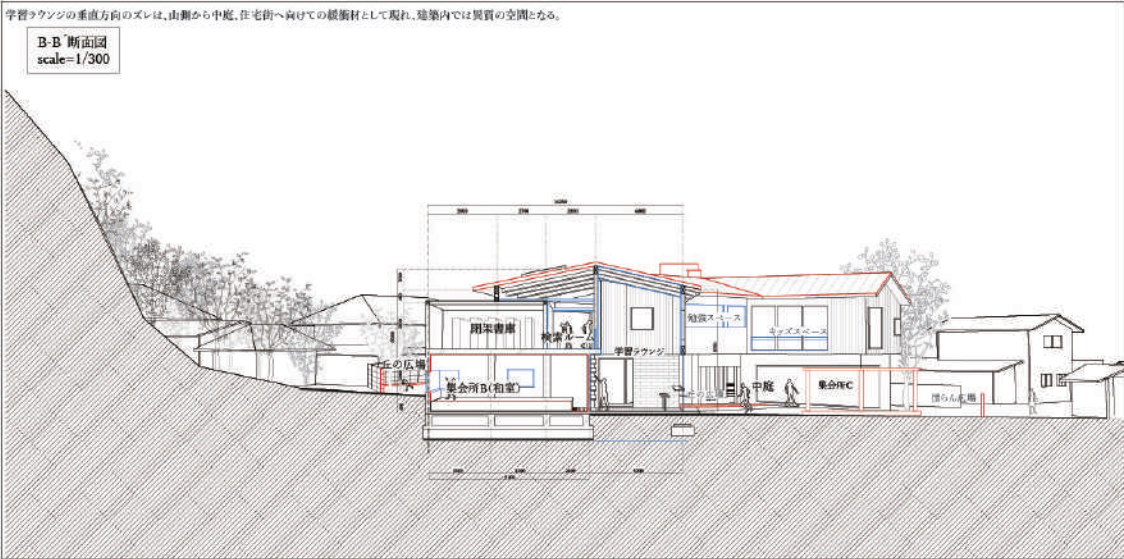 学習ラウンジの垂直方向のズレは、山側から中庭、住宅街へ向けての緩衝材として現れ、建築内では異質の空間となる。
B-B´断面図
scale=1/300
勉強スペース
キッズスペース
閉架書庫
検索ルーム
学習ラウンジ
丘の広場
集会所B(和室)
中庭
集会所C
団らん広場